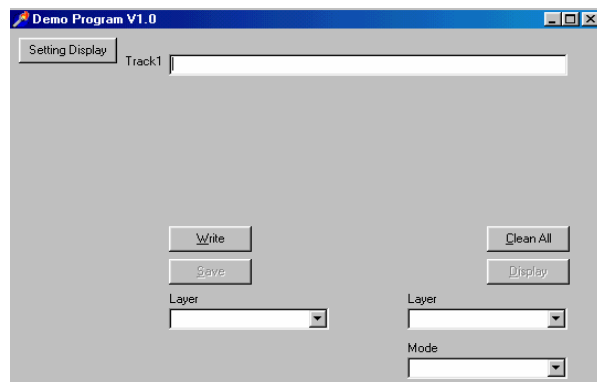 Demo Program V1.0
Setting Display
Track1
Write
Clean All
Save
Display
Layer
Layer
Mode